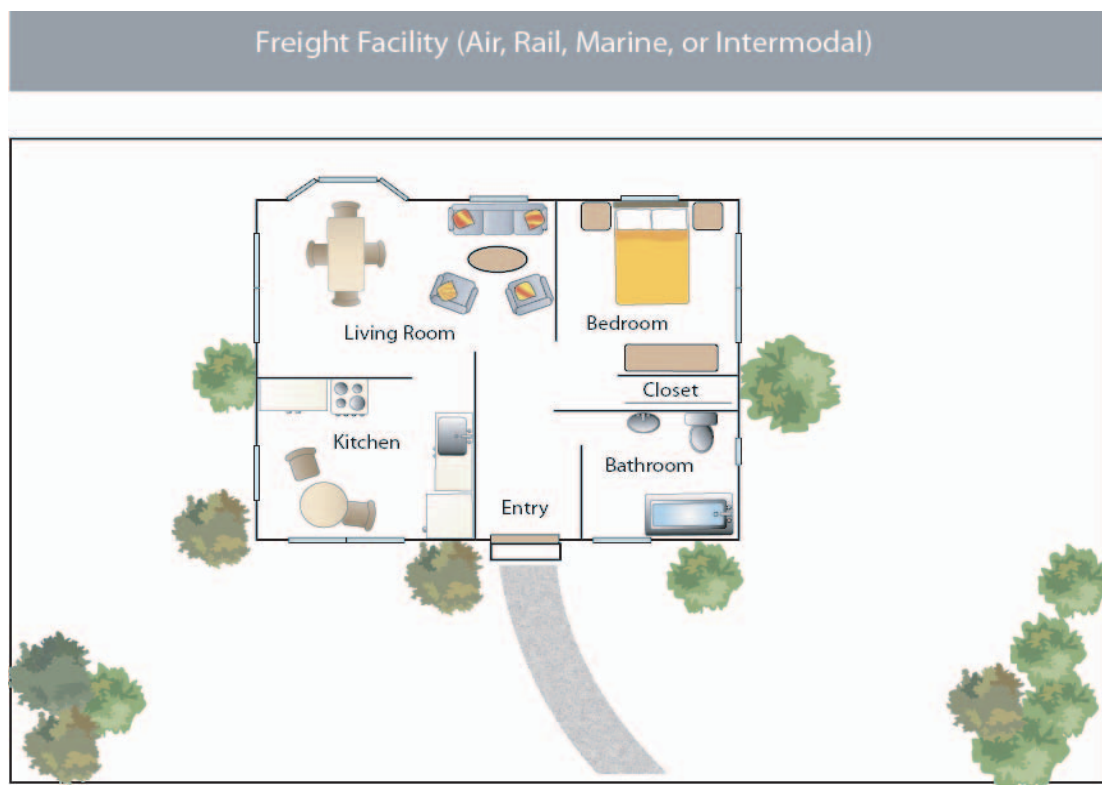 Freight Facility (Air, Rail, Marine, or Intermodal)
Living Room
Bedroom
Closet
Kitchen
Bathroom
Entry